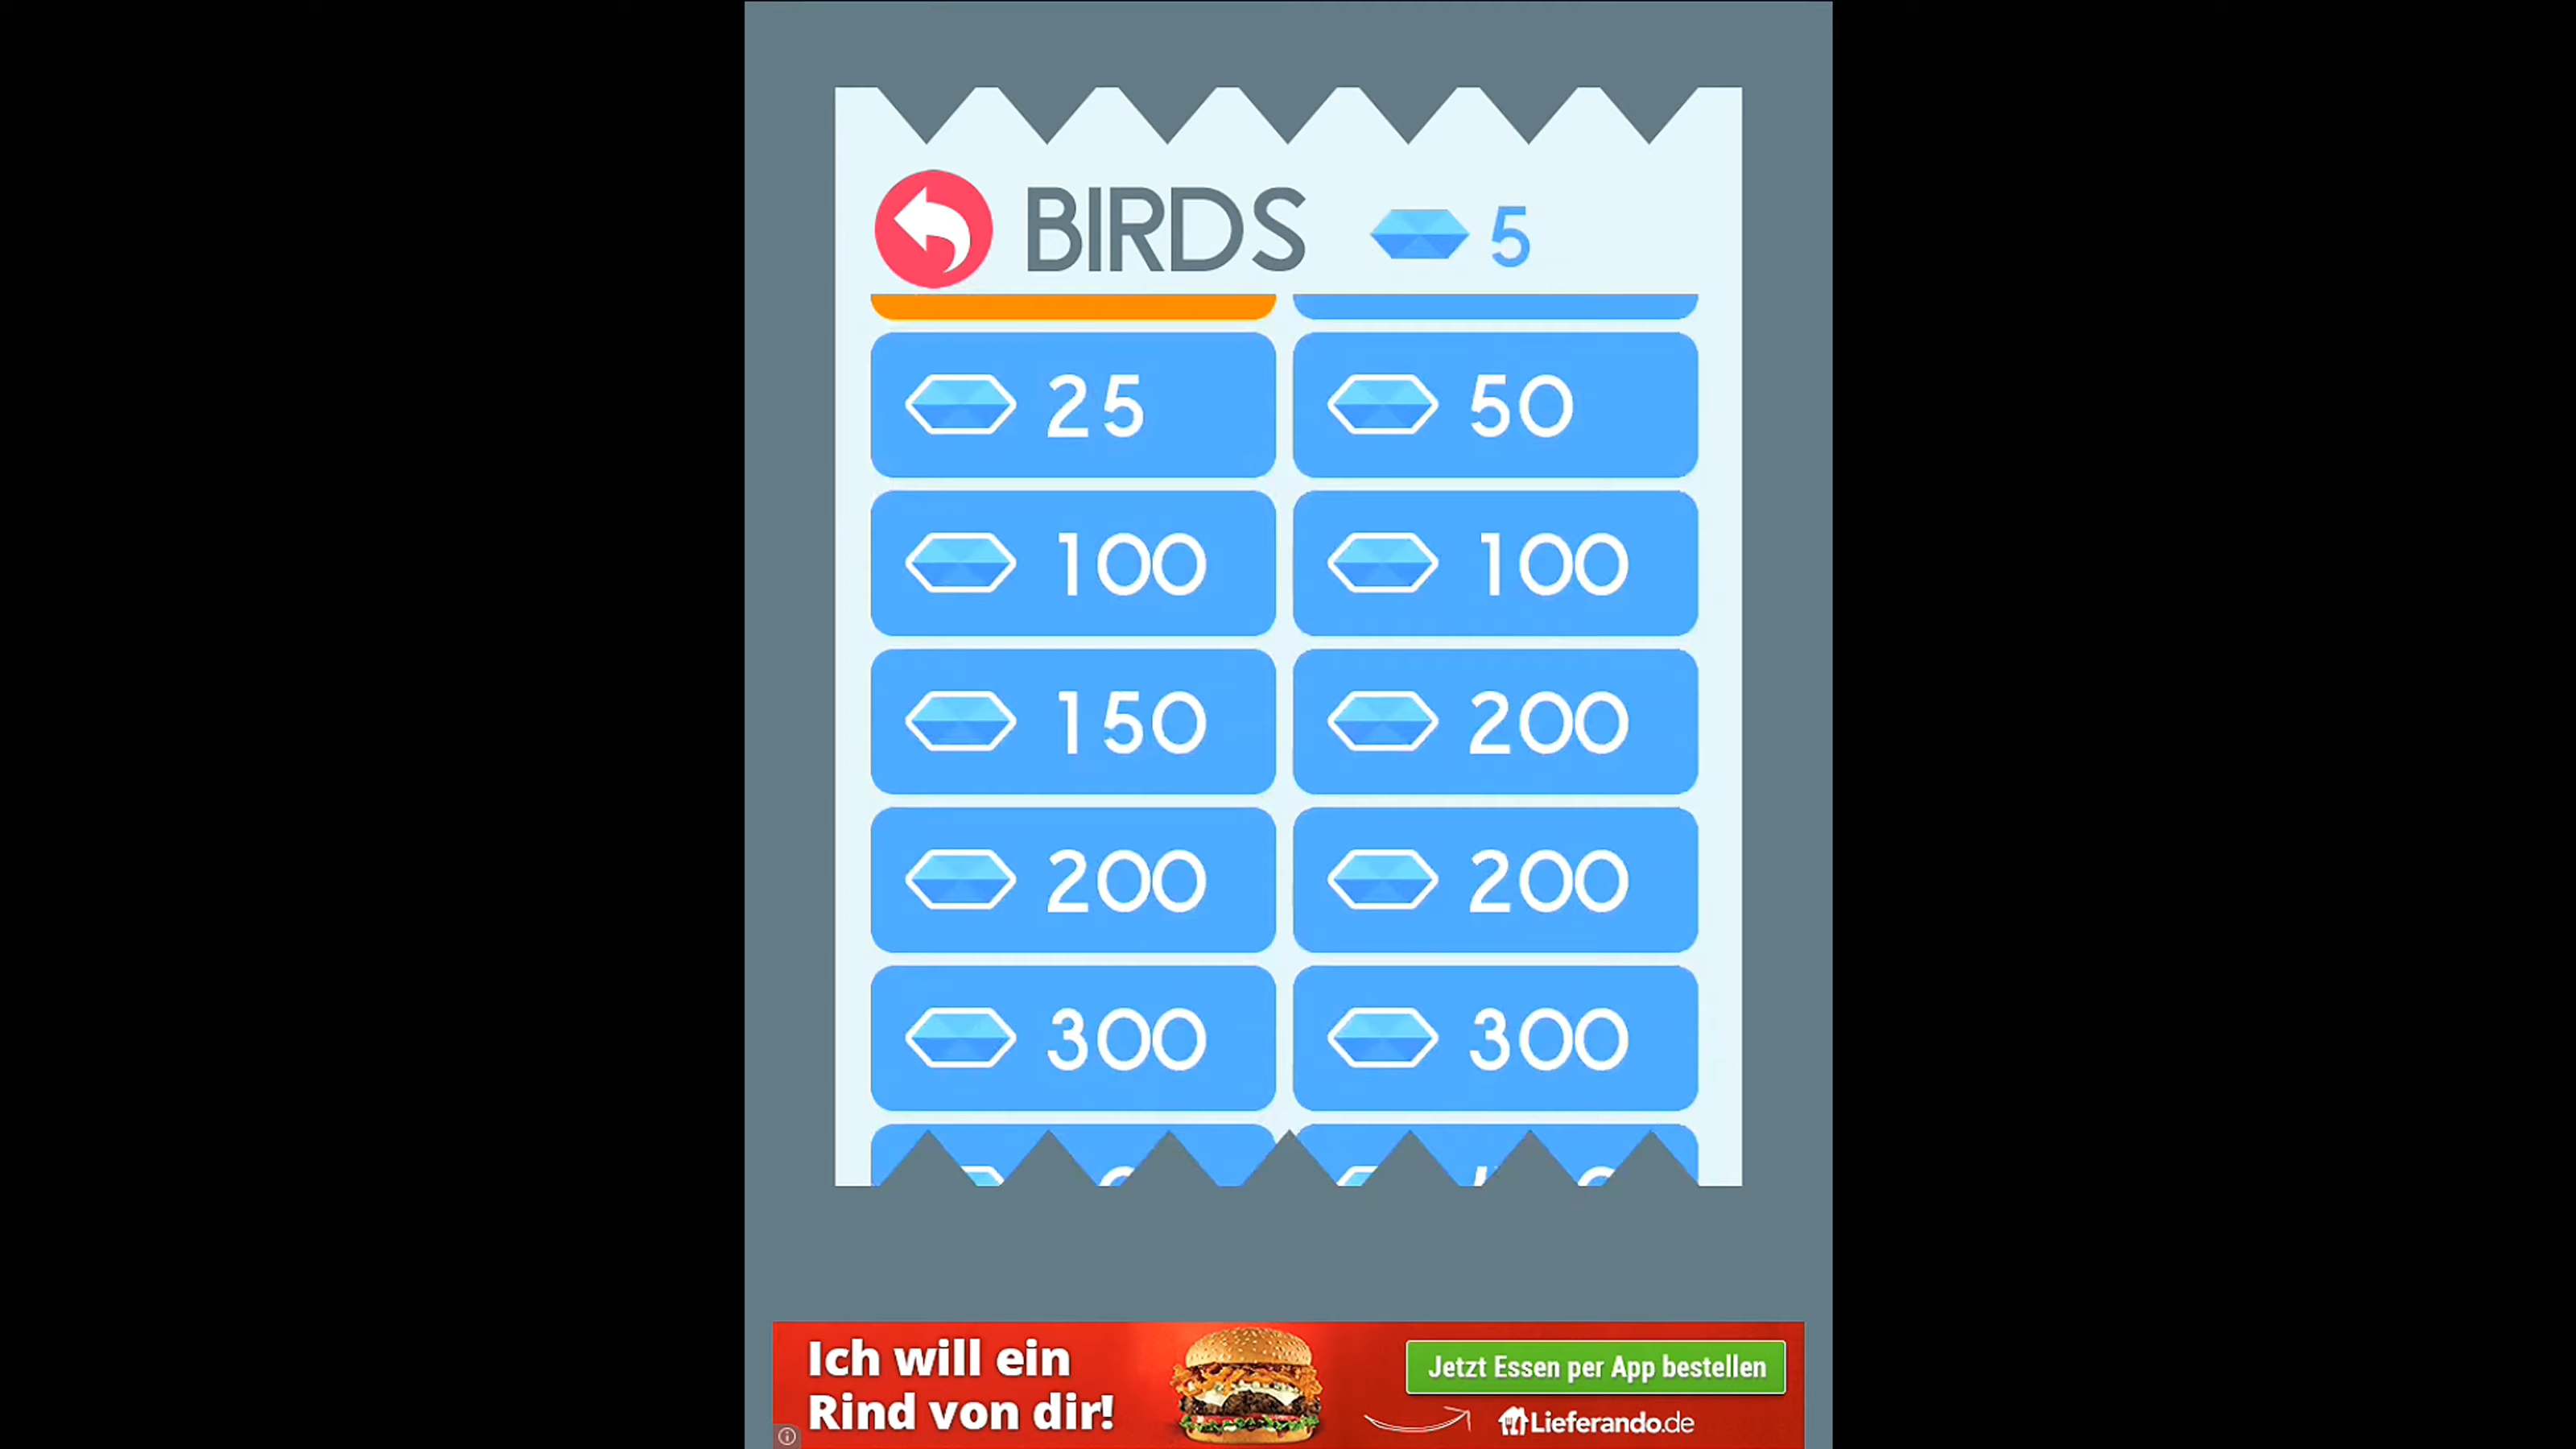 BIRDS 5
25 50
100 100
150 200
200 200
300 300
Ich will ein
Rind von dir!
Jetzt Essen per App bestellen
Lieferando.de